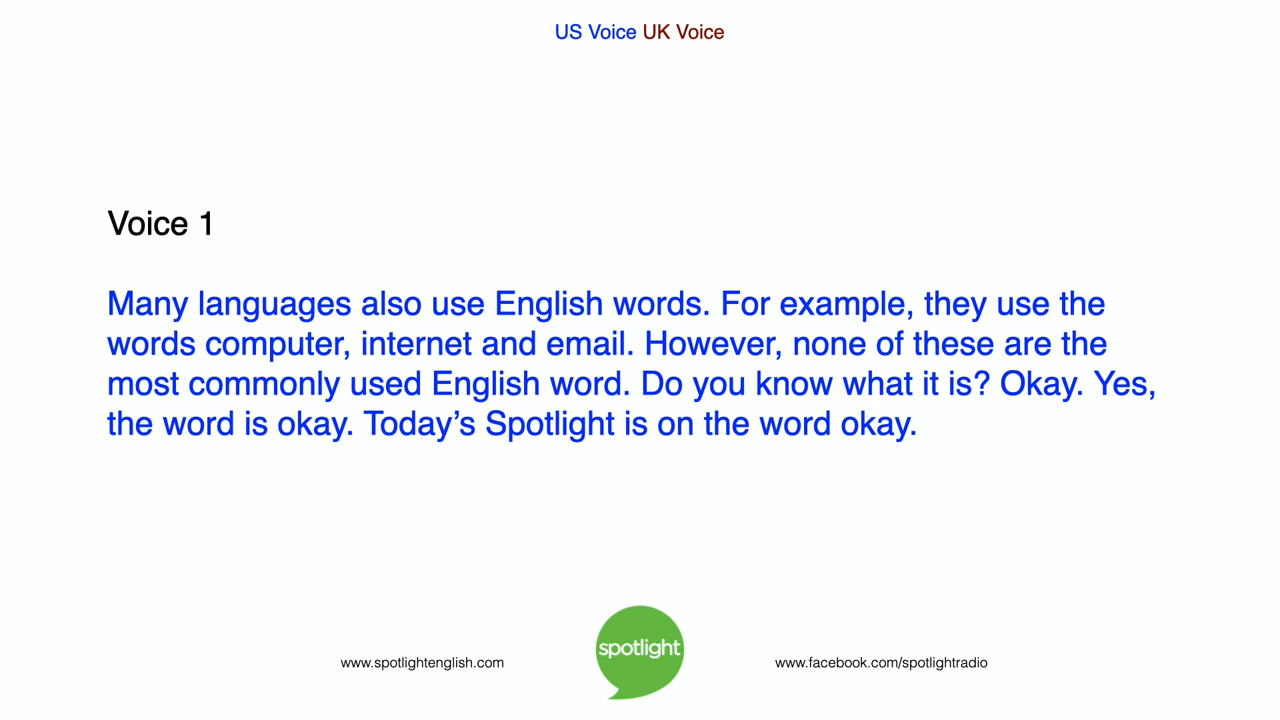 US Voice UK Voice
Voice 1
Many languages also use English words. For example, they use the
words computer, internet and email. However, none of these are the
most commonly used English word. Do you know what it is? Okay. Yes,
the word is okay. Today’s Spotlight is on the word okay.
spotlight
www.spotlightenglish.com
www.facebook.com/spotlightradio